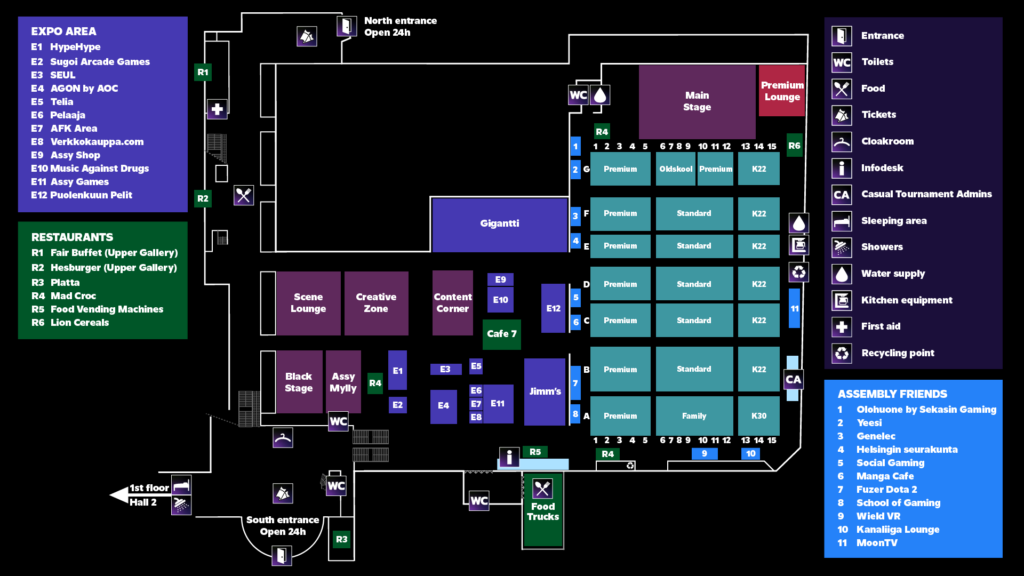 EXPO AREA
E1 HypeHype
E2 Sugoi Arcade Games
E3 SEUL
E4 AGON by AOC
E5 Telia
E6 Pelaaja
E7 AFK Area
E8 Verkkokauppa.com
E9 Assy Shop
E10 Music Against Drugs
E11 Assy Games
E12 Puolenkuun Pelit
RESTAURANTS
R1 Fair Buffet (Upper Gallery)
R2 Hesburger (Upper Gallery)
R3 Platta
R4 Mad Croc
R5 Food Vending Machines
R6 Lion Cereals
North entrance
Open 24h
R1
R2
WC
Main
Stage
Premium
Lounge
R4
R6
1 2 3 4 5 6 7 8 9 10 11 12 13 14 15
1
2
G
Premium
Oldskool
Premium
K22
Gigantti
3
F
Premium
Standard
K22
4
E
Premium
Standard
K22
Scene
Lounge
Creative
Zone
Content
Corner
E9
E10
E12
Cafe 7
5
D
Premium
Standard
K22
6
C
Premium
Standard
K22
11
Black
Stage
Assy
Mylly
R4
E1
E2
E3
E4
E5
E6
E7
E8
E11
Jimm's
7
B
Premium
Standard
K22
CA
8
A
Premium
Family
K30
1 2 3 4 5 6 7 8 9 10 11 12 13 14 15
WC
R5
R4
9
10
1st floor
Hall 2
WC
WC
Food
Trucks
South entrance
Open 24h
R3
Entrance
WC Toilets
Food
Tickets
Cloakroom
Infodesk
CA Casual Tournament Admins
Sleeping area
Showers
Water supply
Kitchen equipment
First aid
Recycling point
ASSEMBLY FRIENDS
1 Olohuone by Sekasin Gaming
2 Yeesi
3 Genelec
4 Helsingin seurakunta
5 Social Gaming
6 Manga Cafe
7 Fuzer Dota 2
8 School of Gaming
9 Wiekl VR
10 Kanaliiga Lounge
11 MoonTV